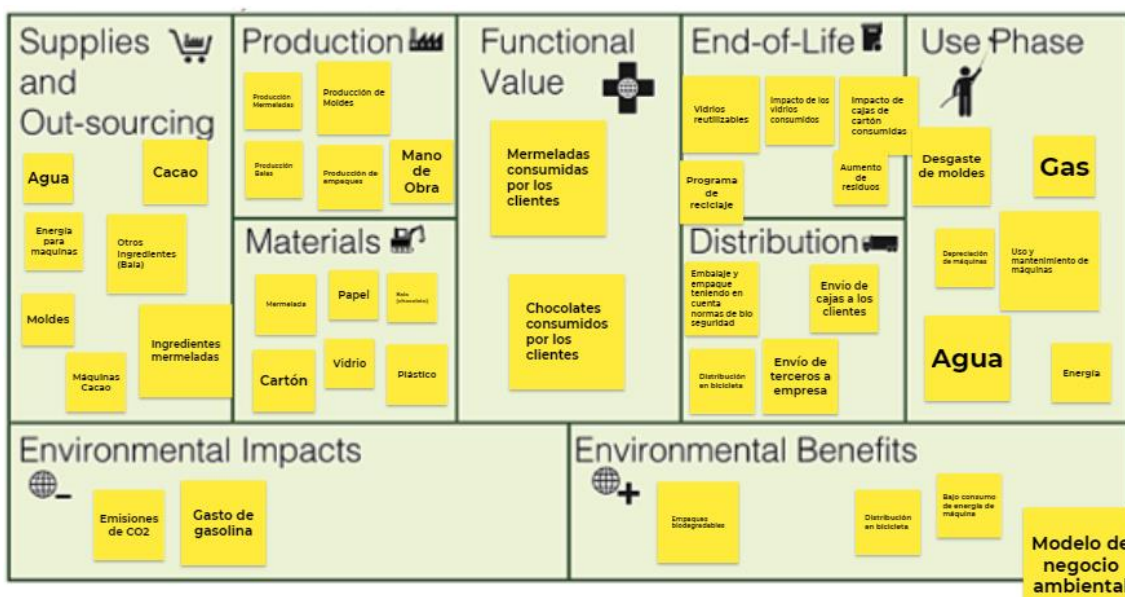 Supplies
and
Out-sourcing
Agua
Cacao
Energía
para
maquinas
Otros
Ingredientes
(Bala)
Moldes
Ingredientes
mermeladas
Máquinas
Cacao
Production
Producción
Mermeladas
Producción de
Moldes
Producción
Balas
Producción de
empaques
Mano
de
Obra
Materials
Mermelada
Papel
Bala
(chocolate)
Cartón
Vidrio
Plástico
Functional
Value
Mermeladas
consumidas
por los
clientes
Chocolates
consumidos
por los
clientes
End-of-Life
Vidrios
reutilizables
Impacto de los
vidrios
consumidos
Impacto de
cajas de
cartón
consumidas
Programa
de
reciclaje
Aumento
de
residuos
Distribution
Embalaje y
empaque
teniendo en
cuenta
normas de bio
seguridad
Envio de
cajas a los
clientes
Distribución
en bicicleta
Envío de
terceros a
empresa
Use Phase
Desgaste
de moldes
Gas
Depreciación
de máquinas
Uso y
mantenimiento de
máquinas
Agua
Energía
Environmental Impacts
Emisiones
de CO2
Gasto de
gasolina
Environmental Benefits
Empaques
biodegradables
Distribución
en bicicleta
Bajo consumo
de energía de
máquina
Modelo de
negocio
ambiental